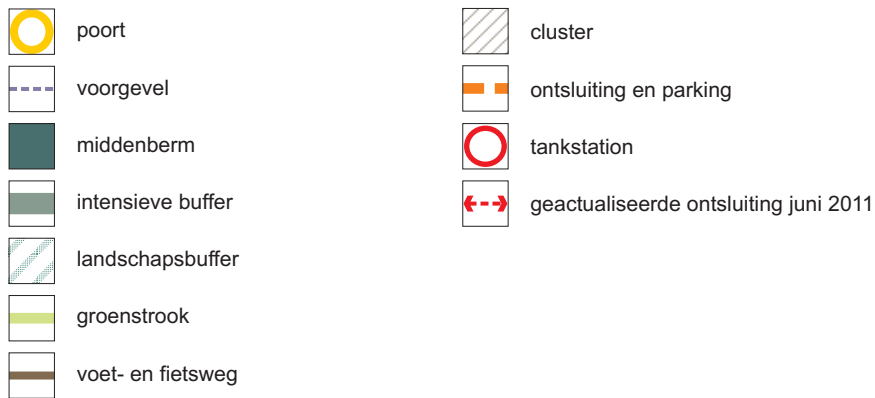 poort
voorgevel
middenberm
intensieve buffer
landschapsbuffer
groenstrook
voet- en fietsweg
cluster
ontsluiting en parking
tankstation
geactualiseerde ontsluiting juni 2011